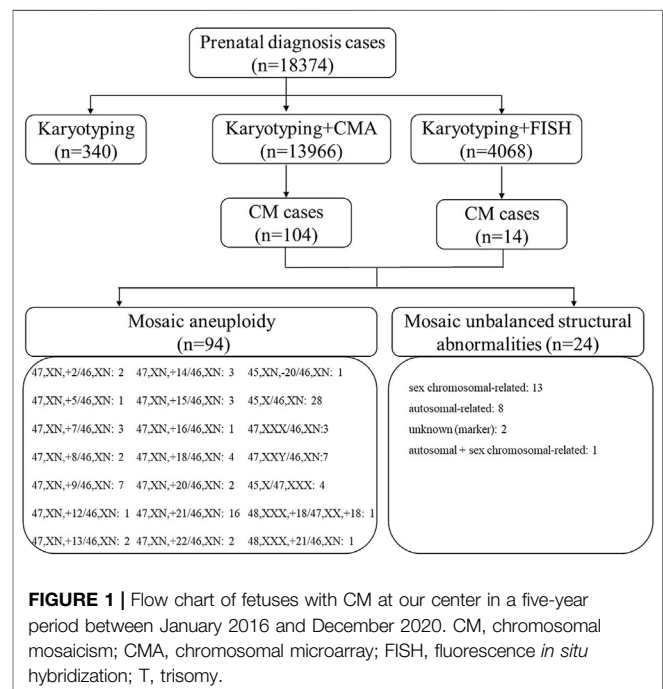 Prenatal diagnosis cases
(n=18374)
Karyotyping
(n=340)
Karyotyping+CMA
(n=13966)
Karyotyping+FISH
(n=4068)
CM cases
(n=104)
CM cases
(n=14)
Mosaic aneuploidy
(n=94)
47,XN,+2/46,XN: 2 47,XN,+14/46,XN: 3 45,XN,-20/46,XN: 1
47,XN,+5/46,XN: 1 47,XN,+15/46,XN: 3 45,X/46,XN: 28
47,XN,+7/46,XN: 3 47,XN,+16/46,XN: 1 47,XXX/46,XN:3
47,XN,+8/46,XN: 2 47,XN,+18/46,XN: 4 47,XXY/46,XN:7
47,XN,+9/46,XN: 7 47,XN,+20/46,XN: 2 45,X/47,XXX: 4
47,XN,+12/46,XN: 1 47,XN,+21/46,XN: 16 48,XXX,+18/47,XX,+18: 1
47,XN,+13/46,XN: 2 47,XN,+22/46,XN: 2 48,XXX,+21/46,XN: 1
Mosaic unbalanced structural
abnormalities (n=24)
sex chromosomal-related: 13
autosomal-related: 8
unknown (marker): 2
autosomal + sex chromosomal-related: 1
FIGURE 1 | Flow chart of fetuses with CM at our center in a five-year
period between January 2016 and December 2020. CM, chromosomal
mosaicism; CMA, chromosomal microarray; FISH, fluorescence in situ
hybridization; T, trisomy.